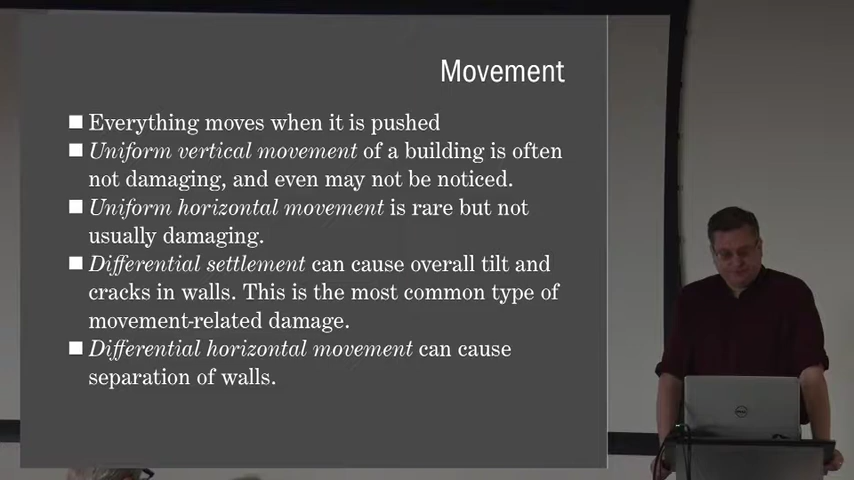 Movement
■ Everything moves when it is pushed
■ Uniform vertical movement of a building is often
not damaging, and even may not be noticed.
■ Uniform horizontal movement is rare but not
usually damaging.
■ Differential settlement can cause overall tilt and
cracks in walls. This is the most common type of
movement-related damage.
■ Differential horizontal movement can cause
separation of walls.
DELL